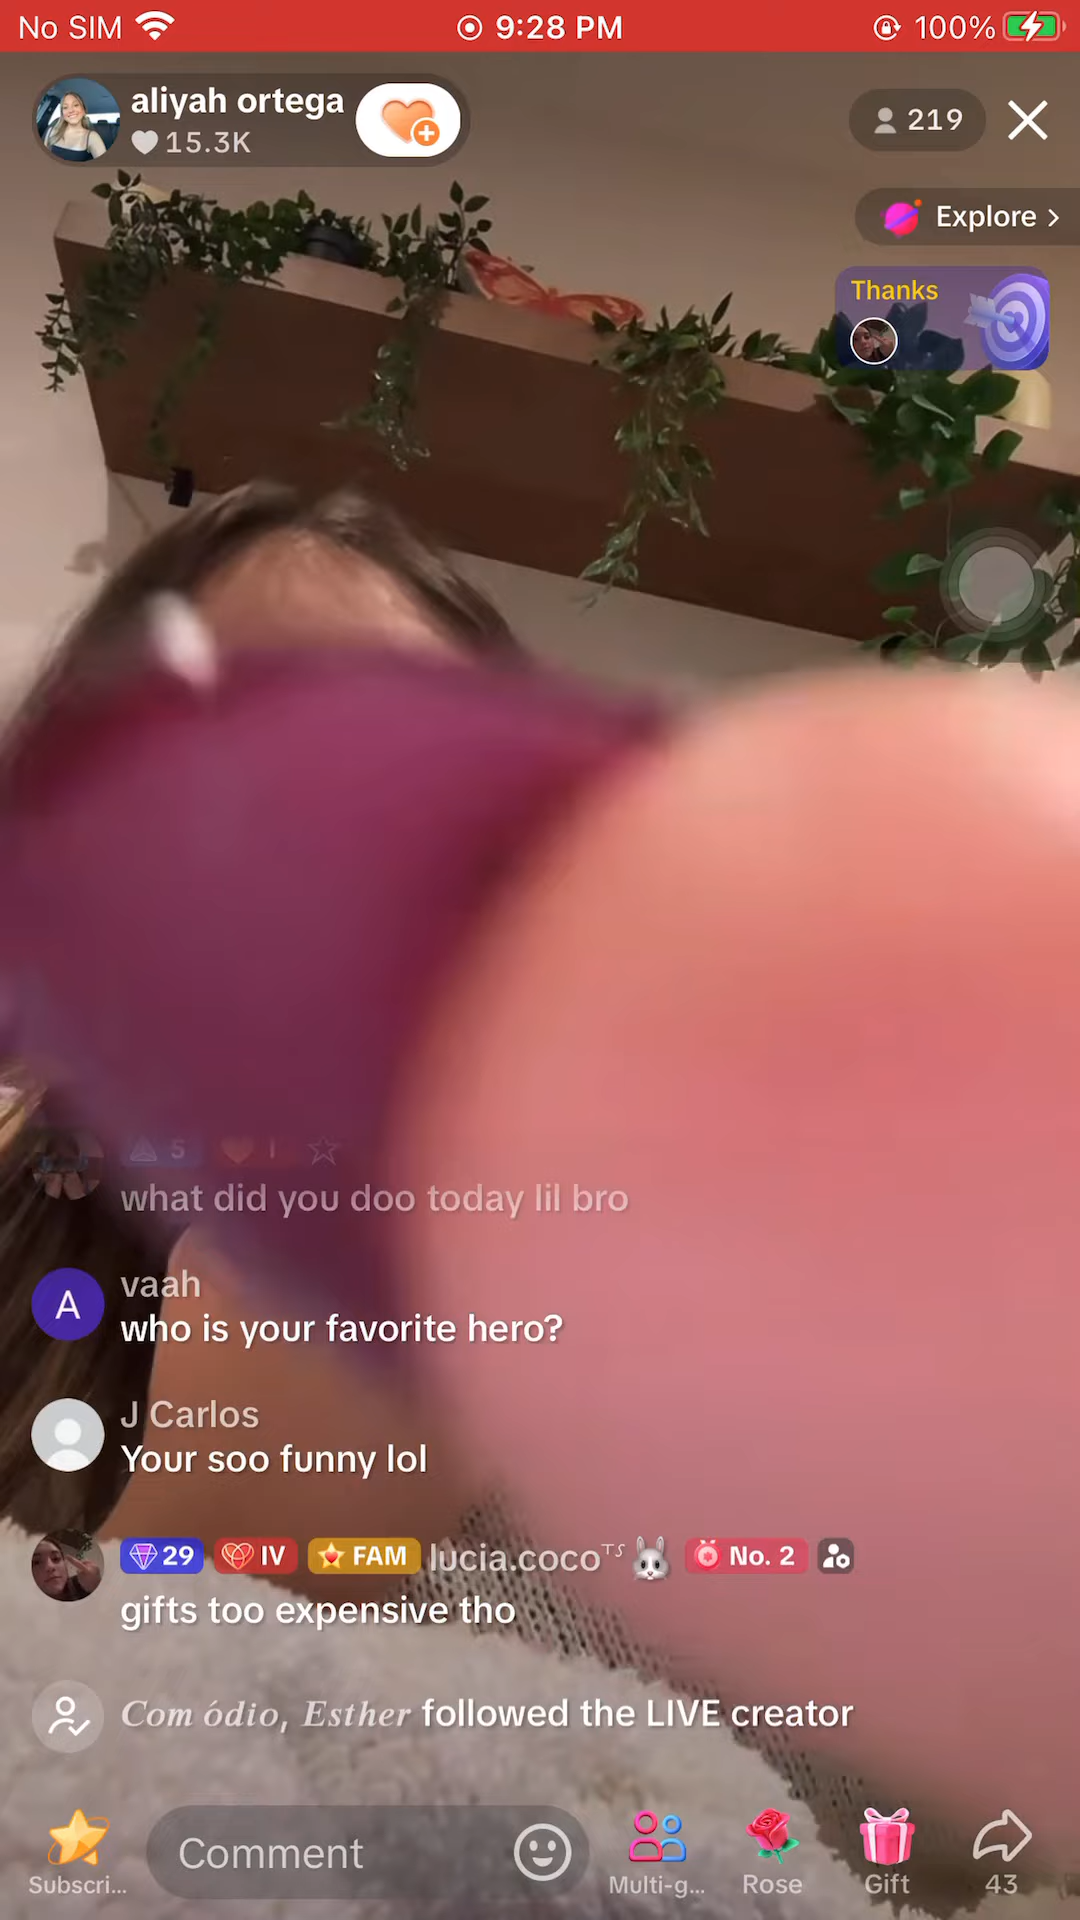 No SIM
9:28 PM
100%
aliyah ortega
15.3K
219
Explore
Thanks
5
what did you doo today lil bro
A
vaah
who is your favorite hero?
J Carlos
Your soo funny lol
29 IV FAM lucia.coco TS No. 2
gifts too expensive tho
Com ódio, Esther followed the LIVE creator
Subscri...
Comment
Multi-g...
Rose
Gift
43